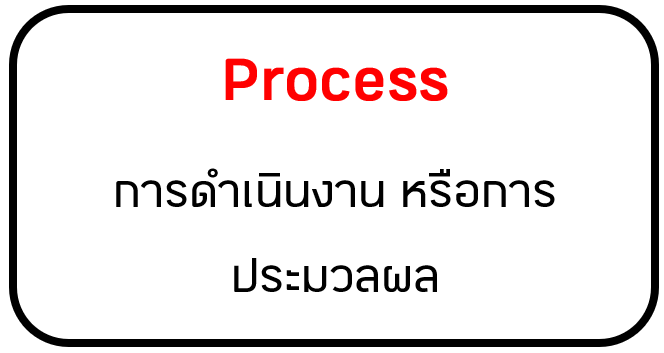 Process
การดำเนินงาน หรือการ
ประมวลผล